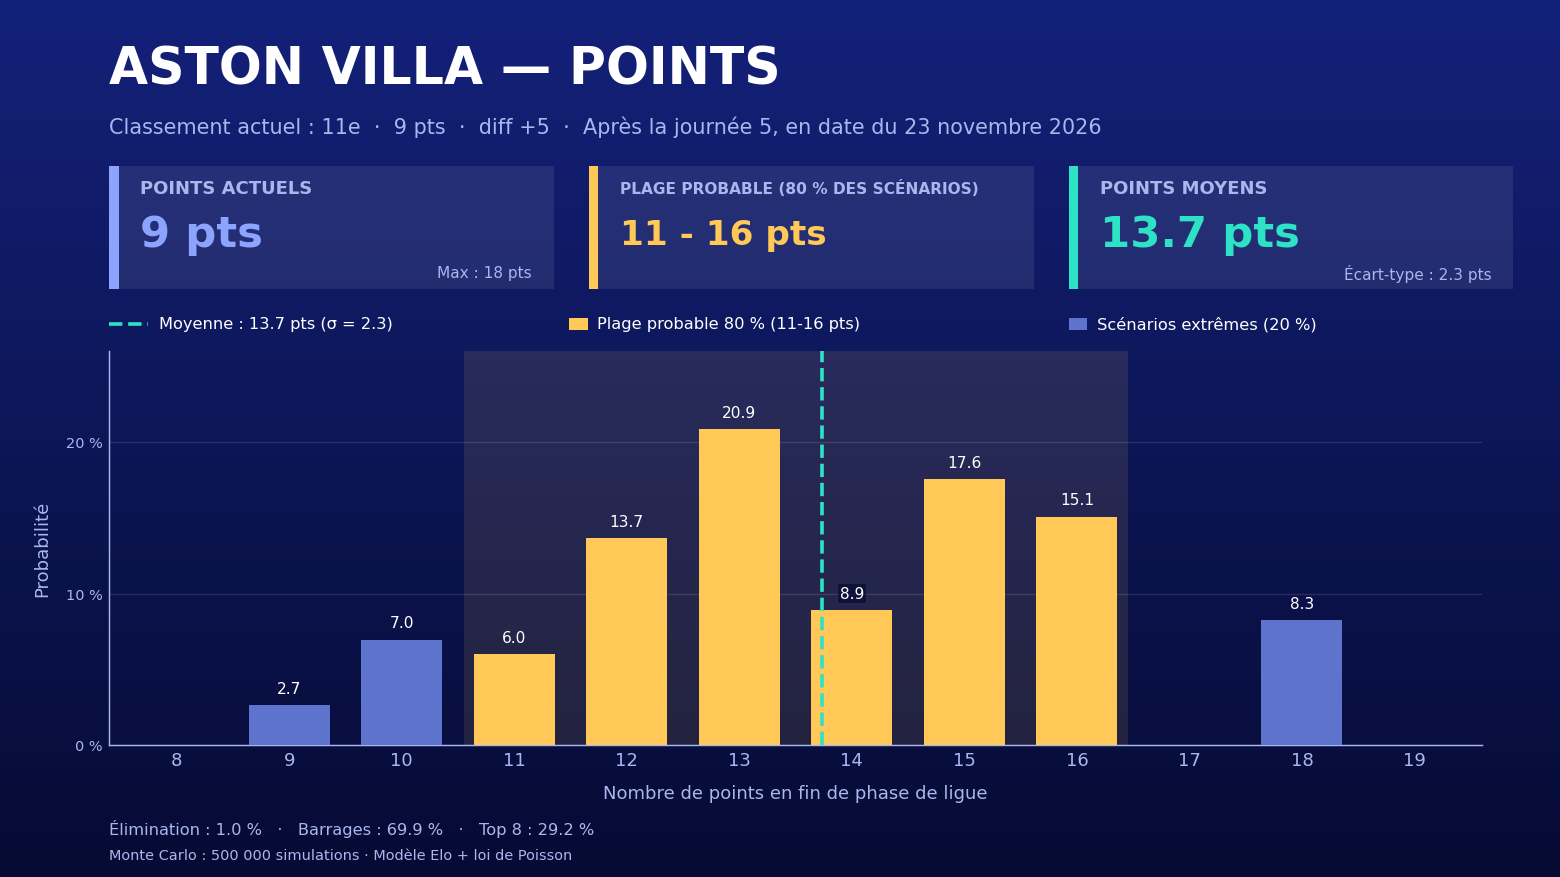 ASTON VILLA — POINTS
Classement actuel : 11e · 9 pts · diff +5 · Après la journée 5, en date du 23 novembre 2026
POINTS ACTUELS
9 pts
Max : 18 pts
PLAGE PROBABLE (80 % DES SCÉNARIOS)
11 - 16 pts
POINTS MOYENS
13.7 pts
Écart-type : 2.3 pts
Moyenne : 13.7 pts (σ = 2.3)
Plage probable 80 % (11-16 pts)
Scénarios extrêmes (20 %)
Probabilité
20 %
10 %
0 %
2.7
7.0
6.0
13.7
20.9
8.9
17.6
15.1
8.3
8 9 10 11 12 13 14 15 16 17 18 19
Nombre de points en fin de phase de ligue
Élimination : 1.0 % · Barrages : 69.9 % · Top 8 : 29.2 %
Monte Carlo : 500 000 simulations · Modèle Elo + loi de Poisson